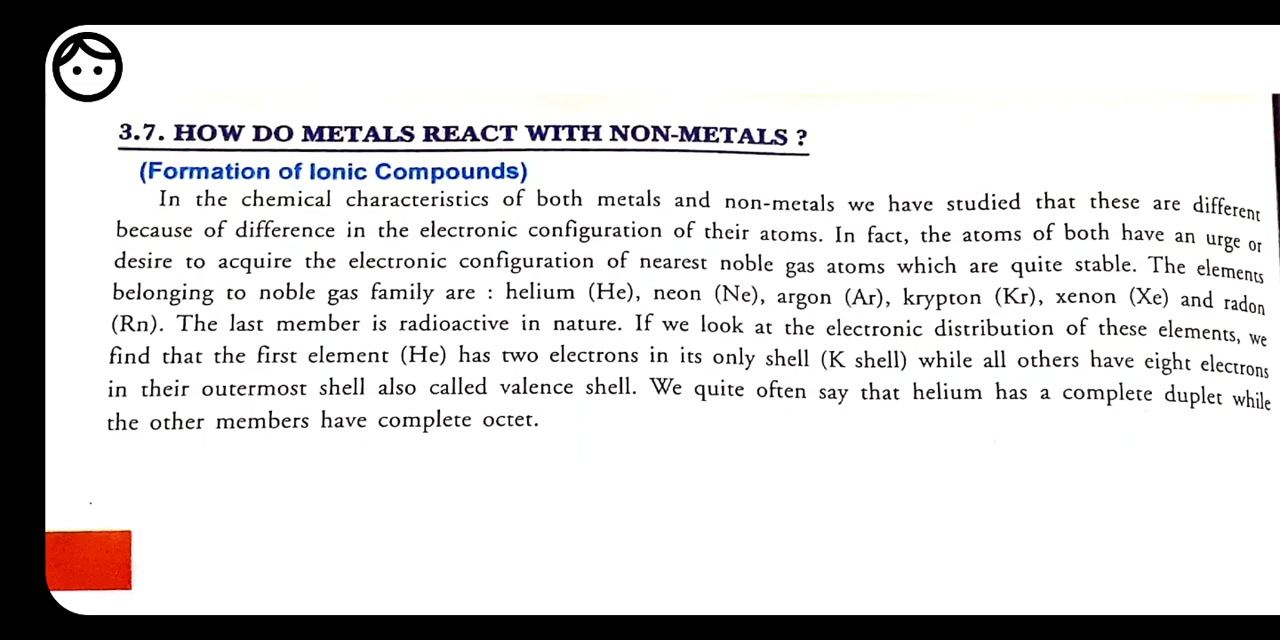 3.7. HOW DO METALS REACT WITH NON-METALS ?
(Formation of Ionic Compounds)
In the chemical characteristics of both metals and non-metals we have studied that these are different
because of difference in the electronic configuration of their atoms. In fact, the atoms of both have an urge or
desire to acquire the electronic configuration of nearest noble gas atoms which are quite stable. The elements
belonging to noble gas family are : helium (He), neon (Ne), argon (Ar), krypton (Kr), xenon (Xe) and radon
(Rn). The last member is radioactive in nature. If we look at the electronic distribution of these elements, we
find that the first element (He) has two electrons in its only shell (K shell) while all others have eight electrons
in their outermost shell also called valence shell. We quite often say that helium has a complete duplet while
the other members have complete octet.